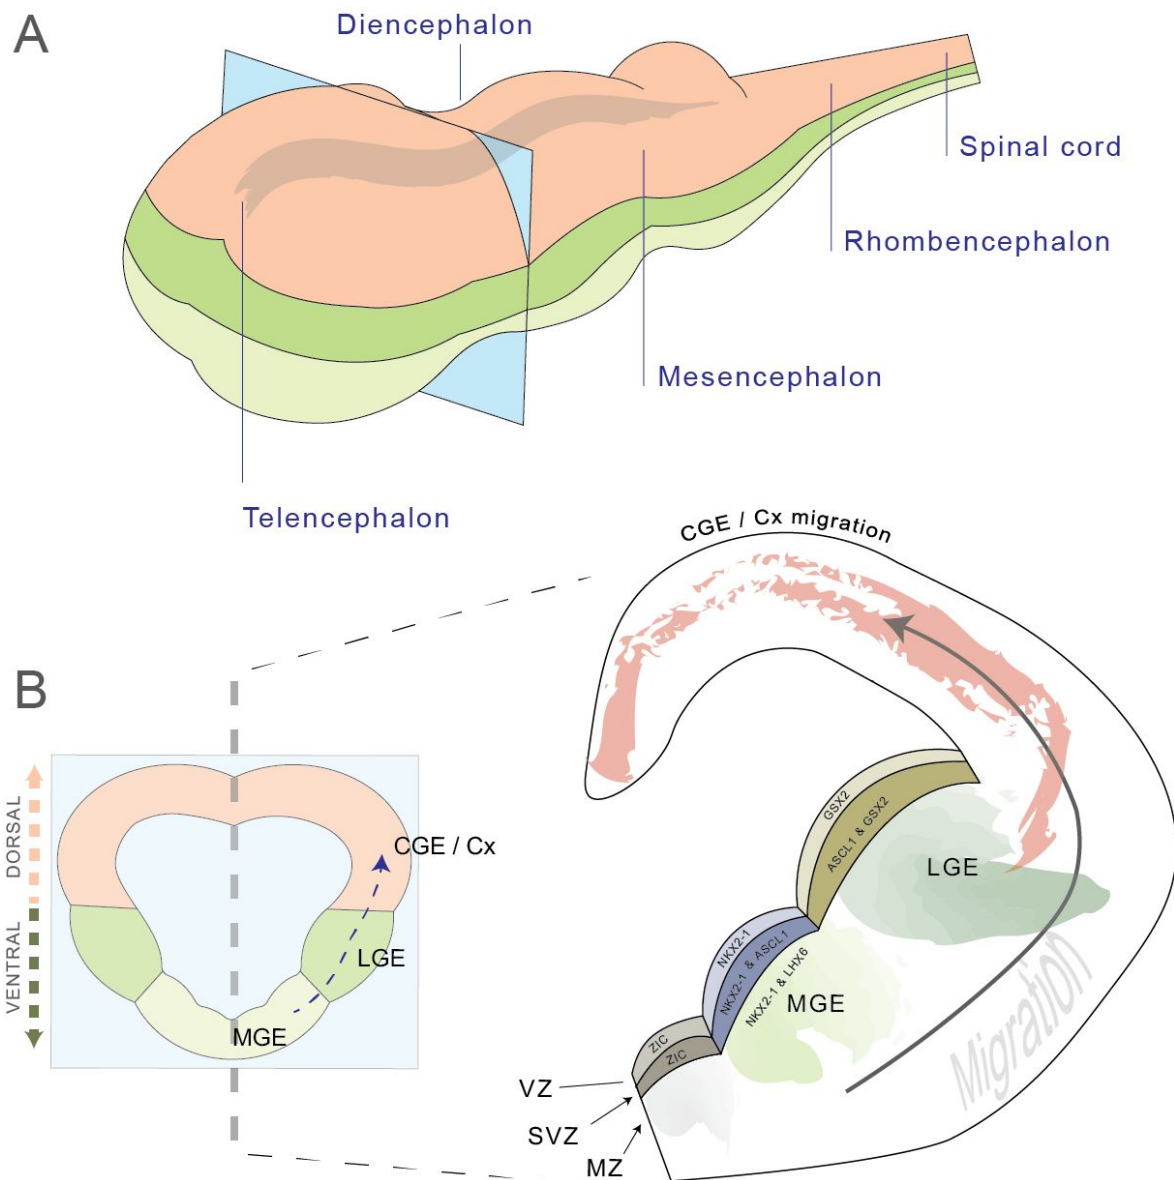 A
Diencephalon
Spinal cord
Rhombencephalon
Mesencephalon
Telencephalon
CGE / Cx migration
B
DORSAL
VENTRAL
CGE / Cx
LGE
MGE
GSX2
ASCL1 & GSX2
LGE
NKX2-1
NKX2-1 & ASCL1
NKX2-1 & LHX6
MGE
ZIC
ZIC
Migration
VZ
SVZ
MZ